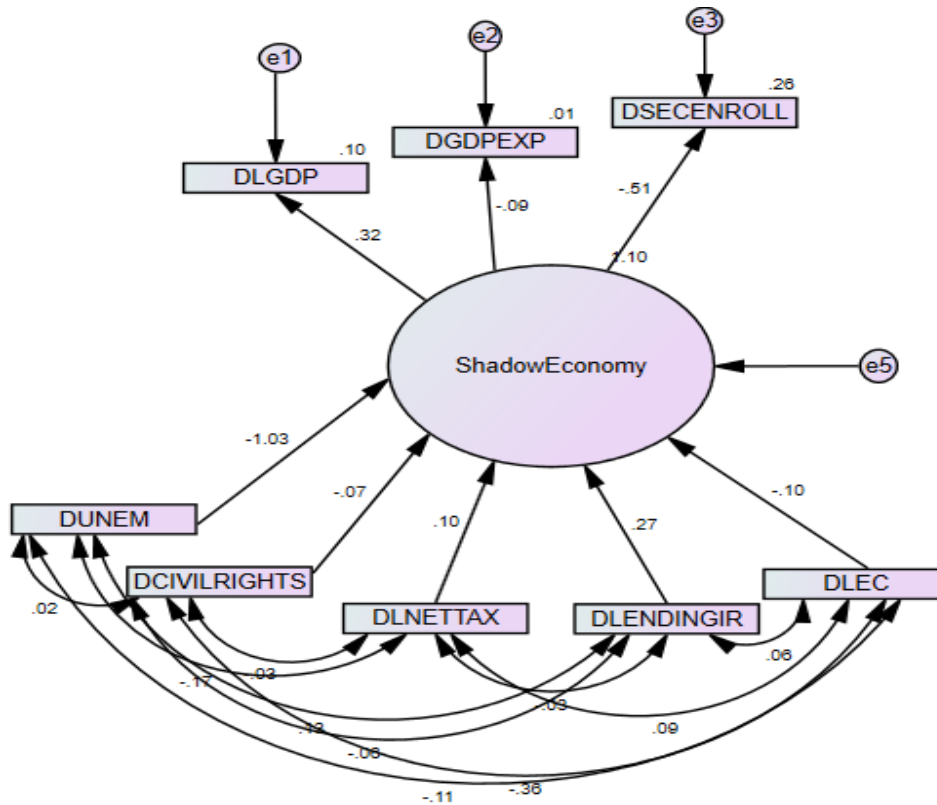 e3
e2
e1
.26
DSECENROLL
.01
DGDPEXP
.10
DLGDP
-.51
-.09
.32
1.10
ShadowEconomy
e5
-1.03
-.07
-.10
.10
.27
DUNEM
DCIVILRIGHTS
DLEC
DLNETTAX
DLENDINGIR
.02
.03
.06
-.17
-.03
.13
.09
-.06
-.36
-.11